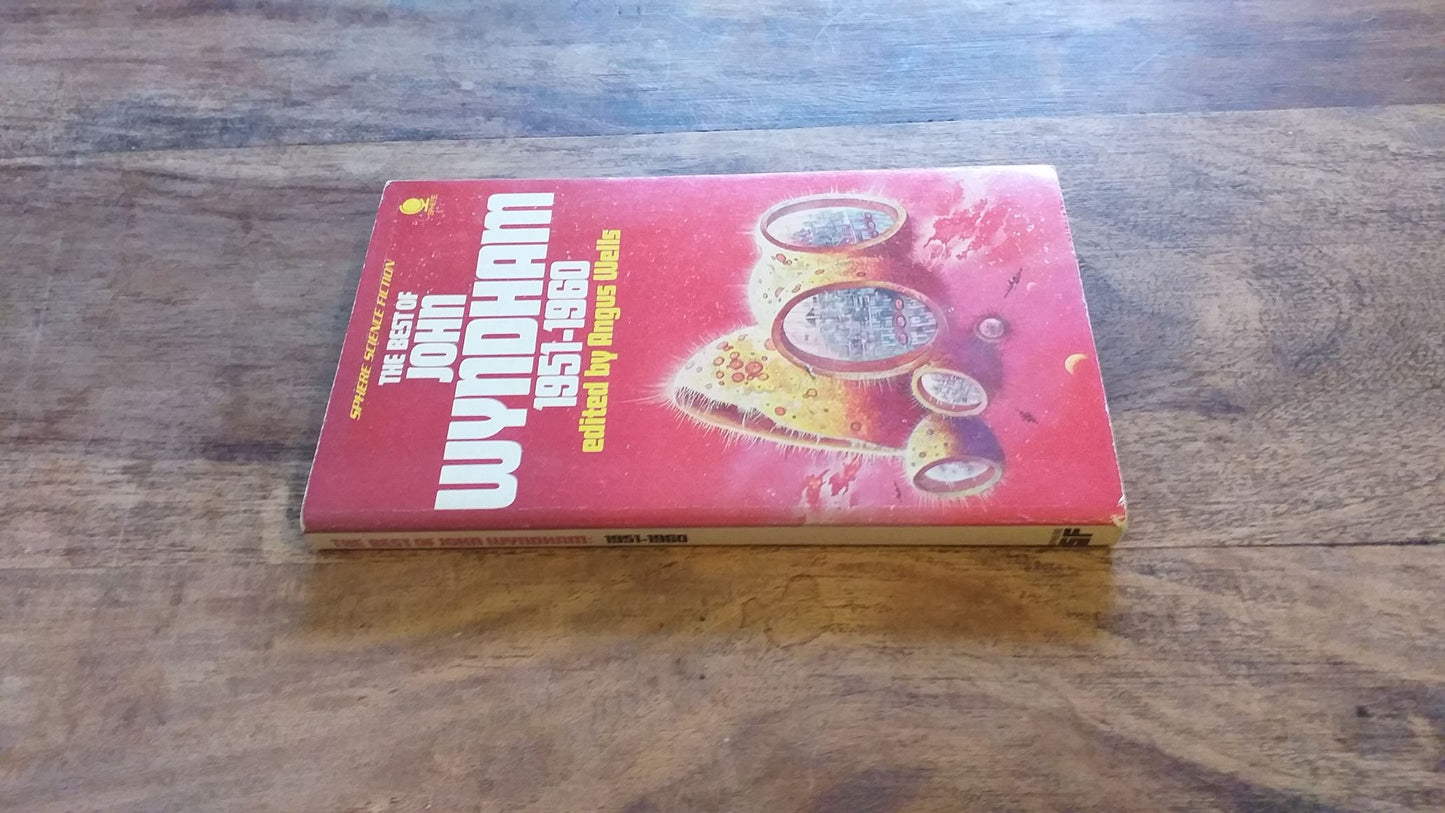 SPHERE
SPHERE SCIENCE FICTION
THE BEST OF
JOHN
WYNDHAM
1951-1960
edited by Angus Wells
THE BEST OF JOHN WYNDHAM: 1951-1960
SF